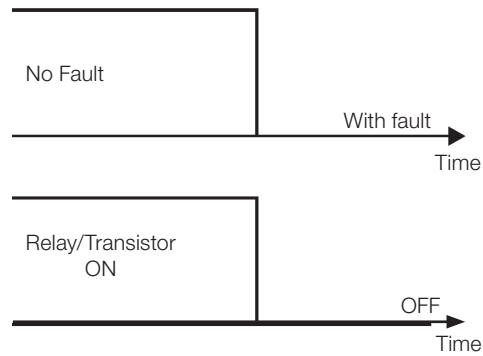 No Fault
With fault
Time
Relay/Transistor
ON
OFF
Time